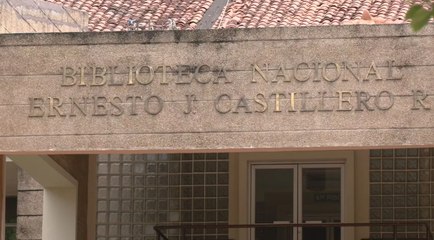 BIBLIOTECA NACIONAL
ERNESTO J. CASTILLERO R